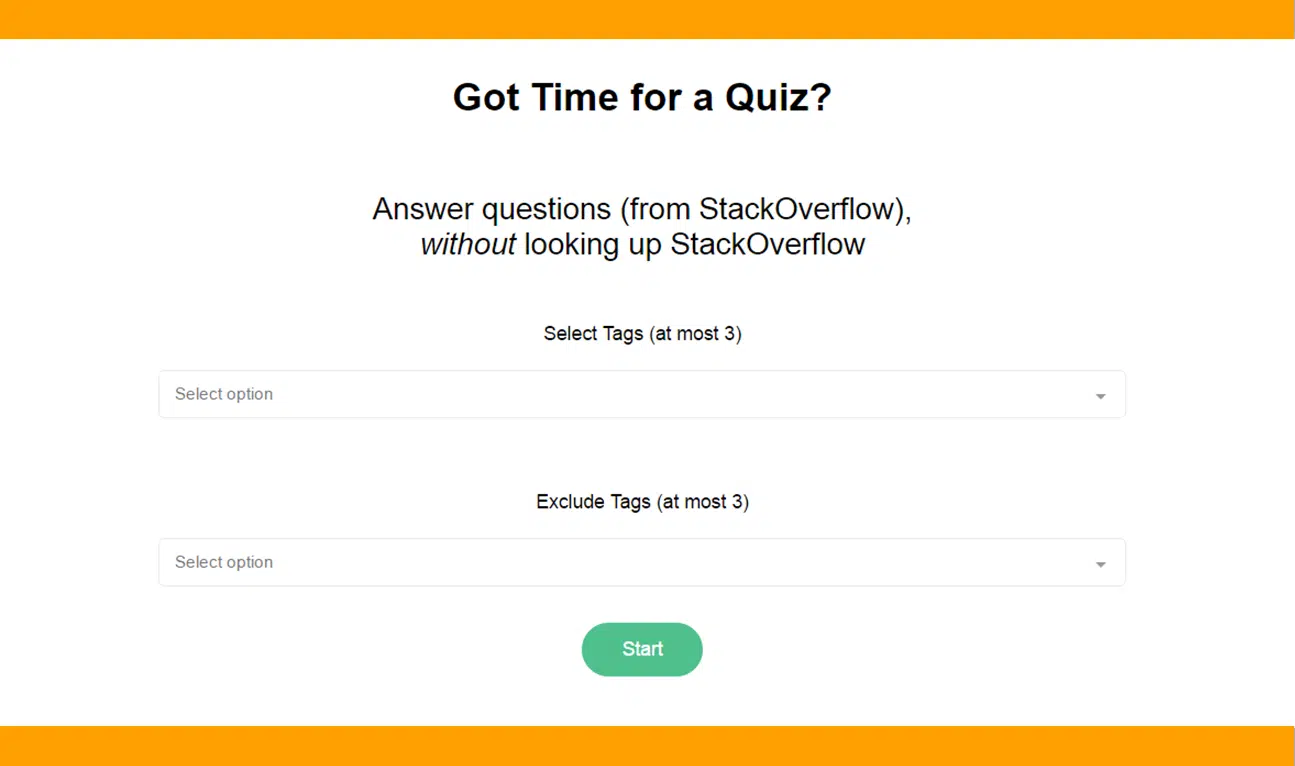 Got Time for a Quiz?
Answer questions (from StackOverflow),
without looking up StackOverflow
Select Tags (at most 3)
Select option
Exclude Tags (at most 3)
Select option
Start